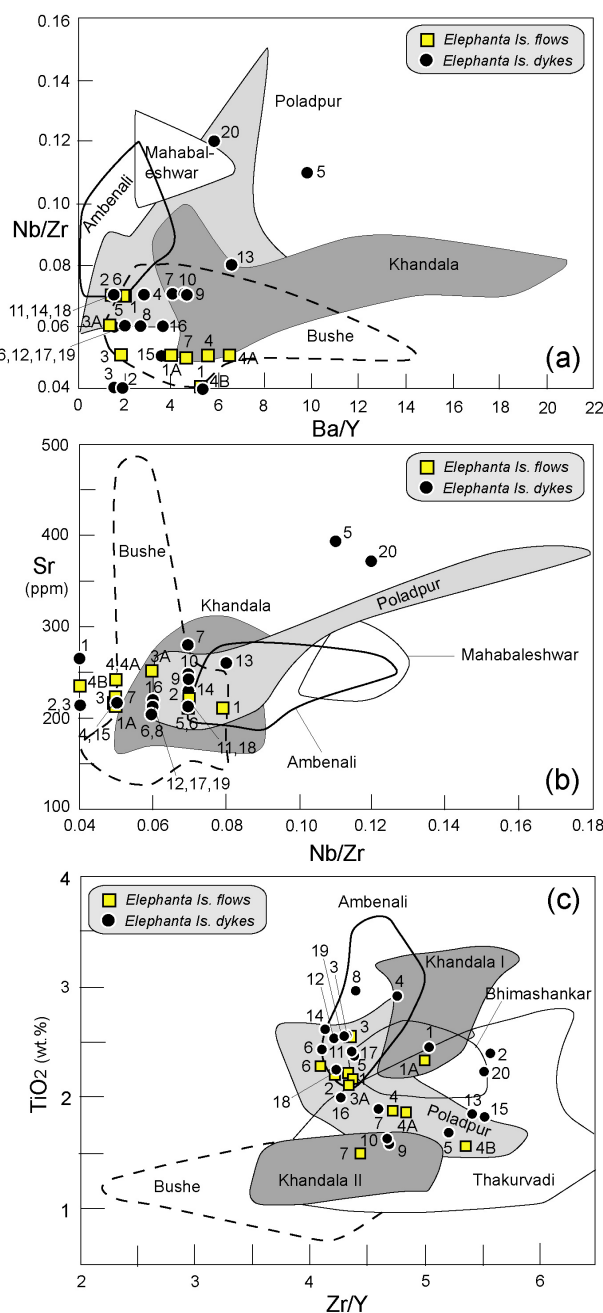 0.16
Elephanta Is. flows
Elephanta Is. dykes
0.14
Poladpur
20
0.12
Mahabal-
eshwar
5
Ambenali
0.10
Nb/Zr
13
Khandala
0.08
2 6 4 7 10 9
11,14,18
5 1 8
3A 16
0.06
Bushe
6,12,17,19
3 15 7 4
1A 4A
3 2 1 4B
(a)
0.04
0 2 4 6 8 10 12 14 16 18 20 22
Ba/Y
500
Elephanta Is. flows
Elephanta Is. dykes
Bushe
400
5
20
Sr
(ppm)
Poladpur
Khandala
300
7
1 3A 10 13
Mahabaleshwar
4,4A
4B 9
16 2 14
2,3 3 7 1
200
4,15 1A 6,8 5,6 11,18
Ambenali
12,17,19
(b)
100
0.04 0.06 0.08 0.10 0.12 0.14 0.16 0.18
Nb/Zr
4
Elephanta Is. flows
Elephanta Is. dykes
Ambenali
(c)
19
3
12
8 4
Khandala I
3
Bhimashankar
14 3
1
6 11 17
2
6 5 1A
20
2
TiO2 (wt.%)
18 2 1
3A
16
4
13
15
7 4A
Poladpur
10
9 5 4B
7
Khandala II
Thakurvadi
Bushe
1
2 3 4 5 6
Zr/Y